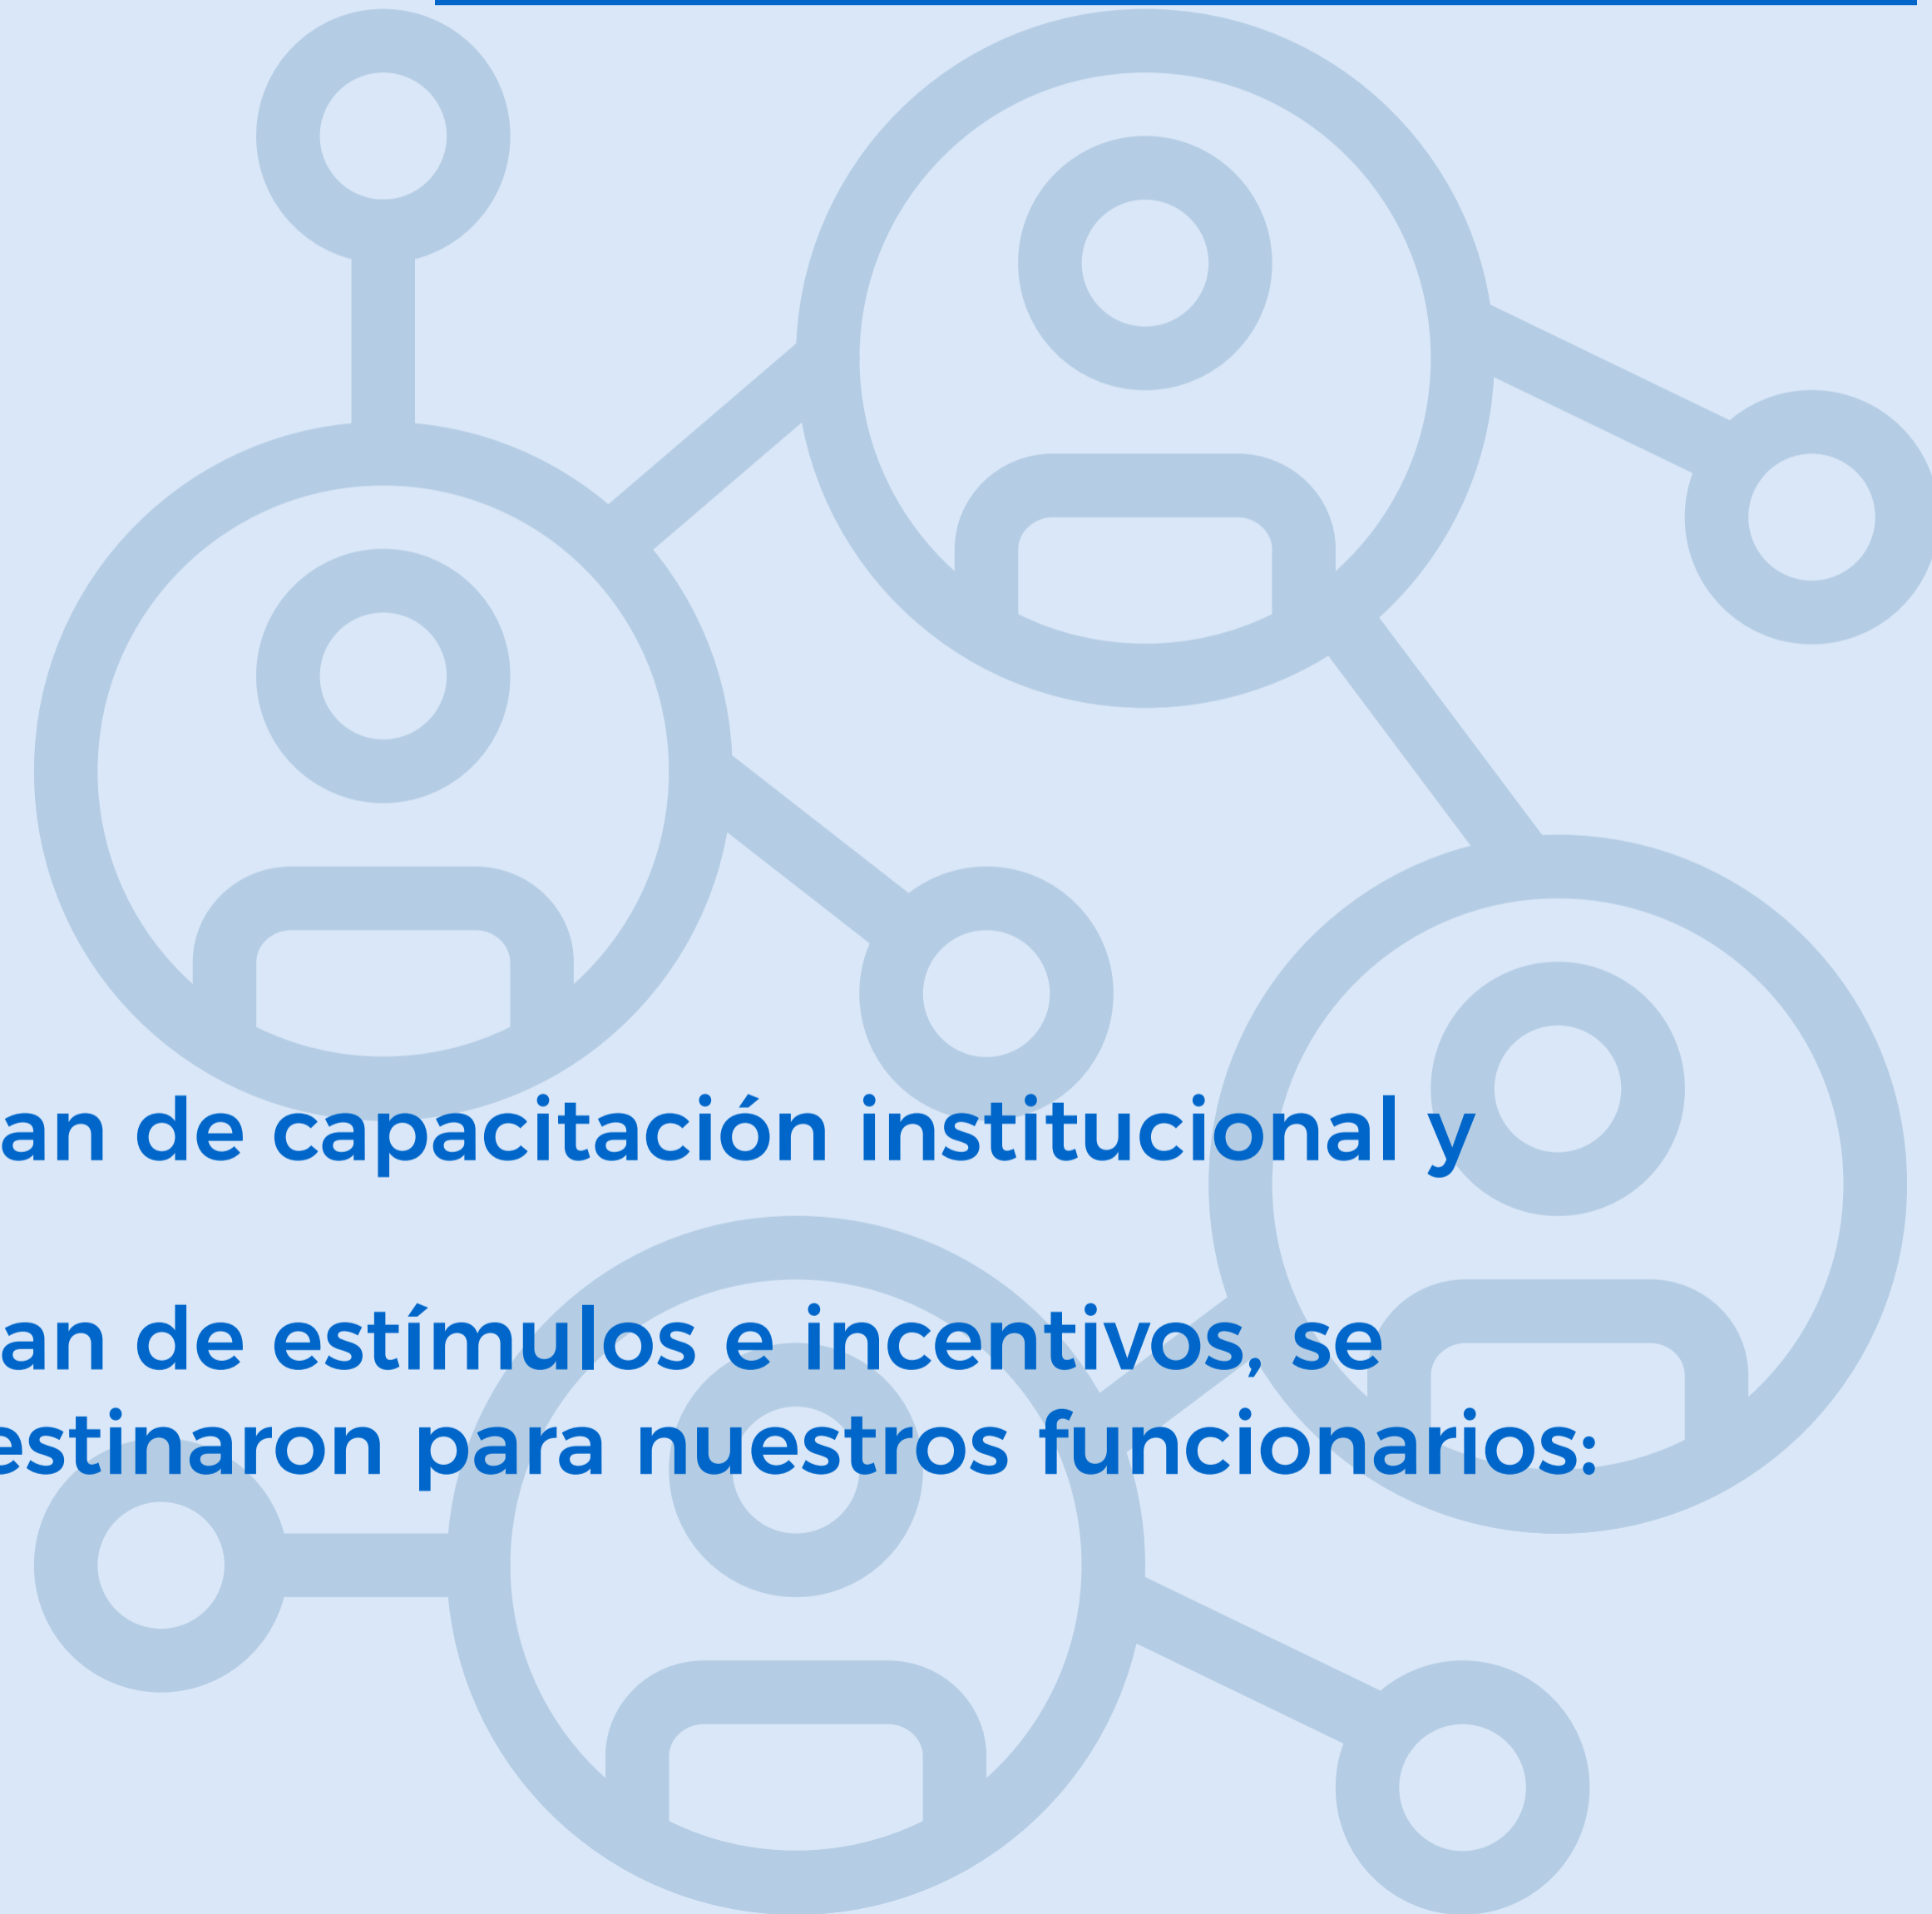 an de capacitación institucional y
an de estímulos e incentivos, se
estinaron para nuestros funcionarios: